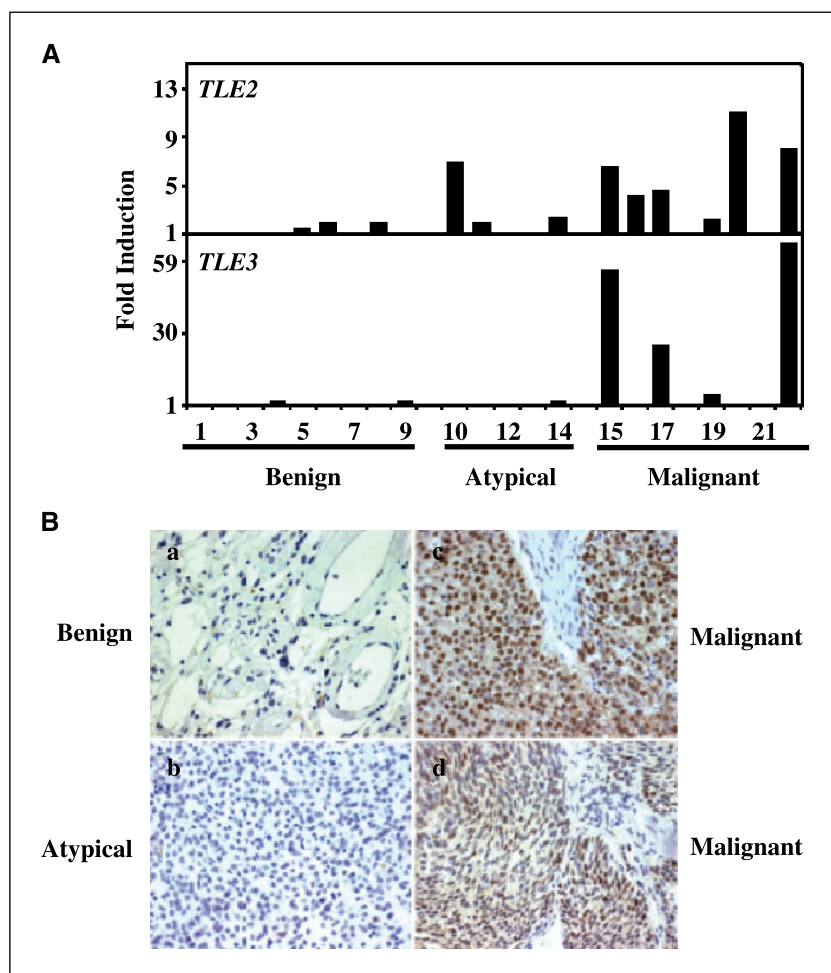 A
TLE2
13
9
5
1
Fold Induction
TLE3
59
30
1
1 3 5 7 9 10 12 14 15 17 19 21
Benign Atypical Malignant
B
a c
Benign Malignant
b d
Atypical Malignant